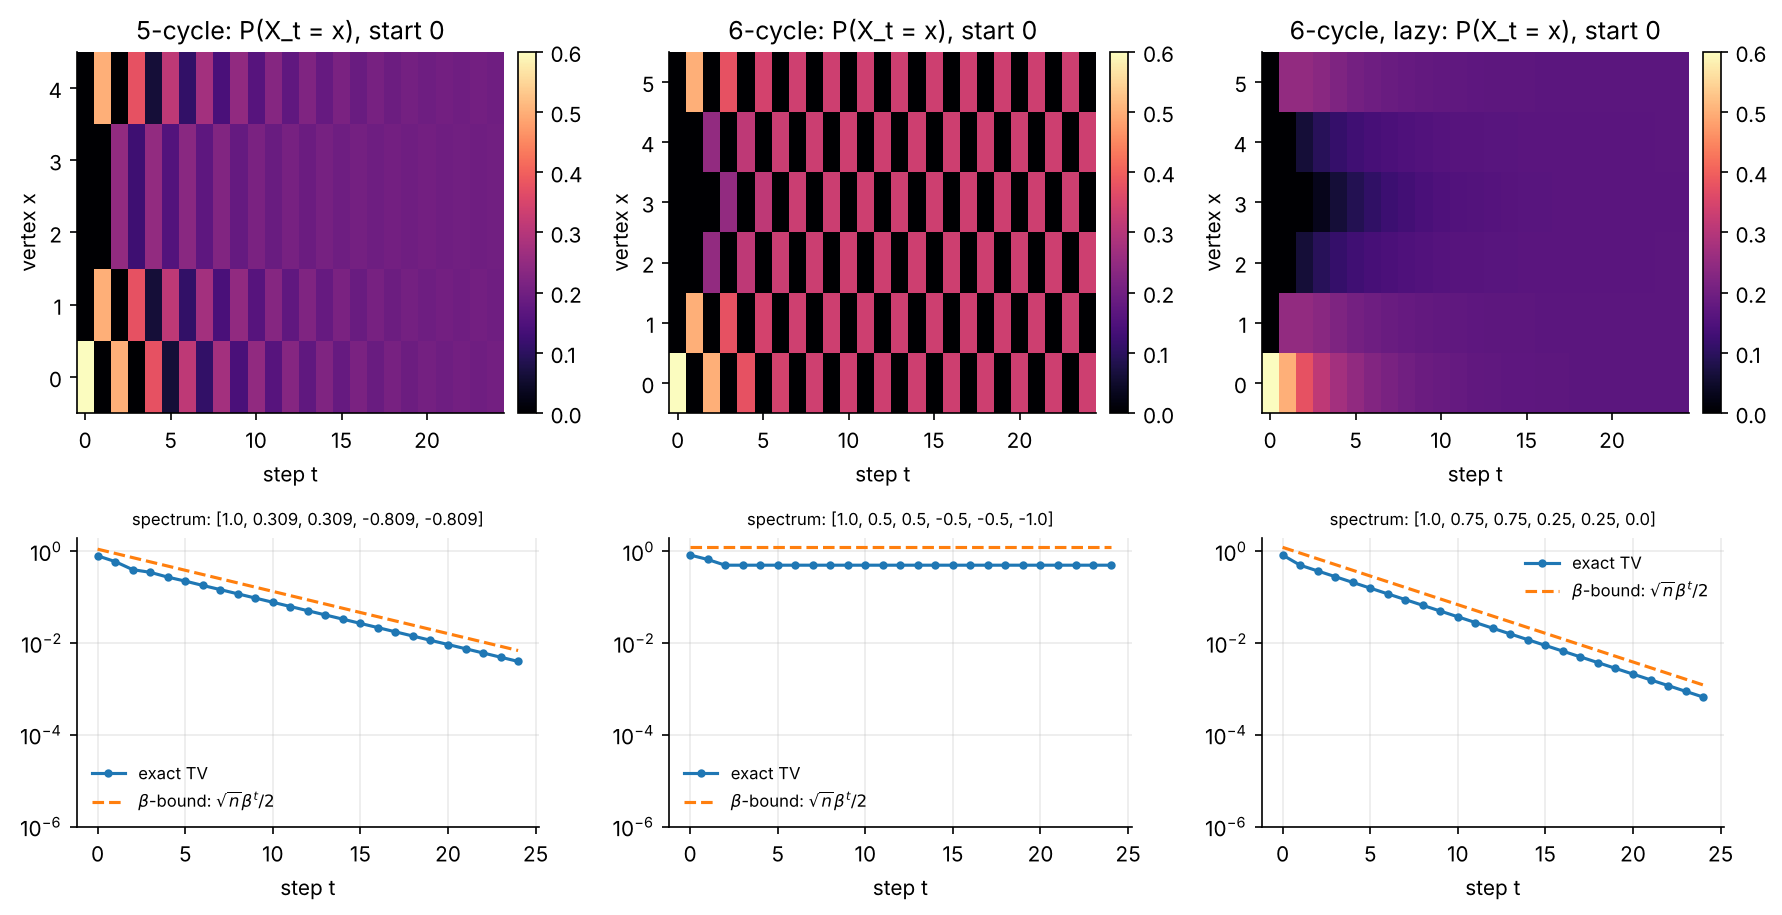 5-cycle: P(X_t = x), start 0
vertex x
4
3
2
1
0
0 5 10 15 20
step t
0.6
0.5
0.4
0.3
0.2
0.1
0.0
6-cycle: P(X_t = x), start 0
vertex x
5
4
3
2
1
0
0 5 10 15 20
step t
0.6
0.5
0.4
0.3
0.2
0.1
0.0
6-cycle, lazy: P(X_t = x), start 0
vertex x
5
4
3
2
1
0
0 5 10 15 20
step t
0.6
0.5
0.4
0.3
0.2
0.1
0.0
spectrum: [1.0, 0.309, 0.309, -0.809, -0.809]
10⁰
10⁻²
10⁻⁴
10⁻⁶
exact TV
β-bound: √nβᵗ/2
0 5 10 15 20 25
step t
spectrum: [1.0, 0.5, 0.5, -0.5, -0.5, -1.0]
10⁰
10⁻²
10⁻⁴
10⁻⁶
exact TV
β-bound: √nβᵗ/2
0 5 10 15 20 25
step t
spectrum: [1.0, 0.75, 0.75, 0.25, 0.25, 0.0]
10⁰
10⁻²
10⁻⁴
10⁻⁶
exact TV
β-bound: √nβᵗ/2
0 5 10 15 20 25
step t